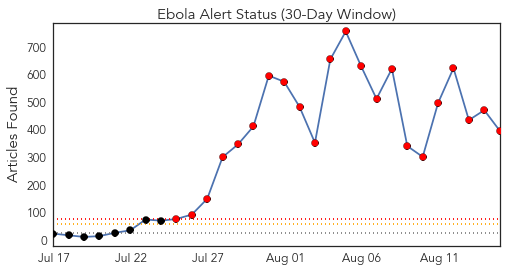 Ebola Alert Status (30-Day Window)
Articles Found
700
600
500
400
300
200
100
0
Jul 17 Jul 22 Jul 27 Aug 01 Aug 06 Aug 11